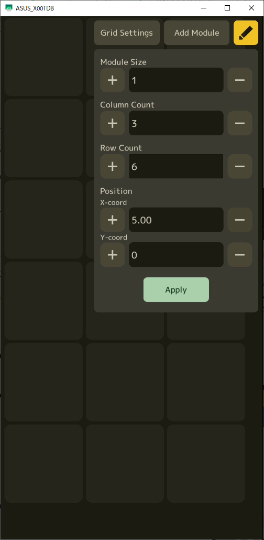 ASUS_X00TDB
Grid Settings
Add Module
Module Size
+ 1 −
Column Count
+ 3 −
Row Count
+ 6 −
Position
X-coord
+ 5.00 −
Y-coord
+ 0 −
Apply